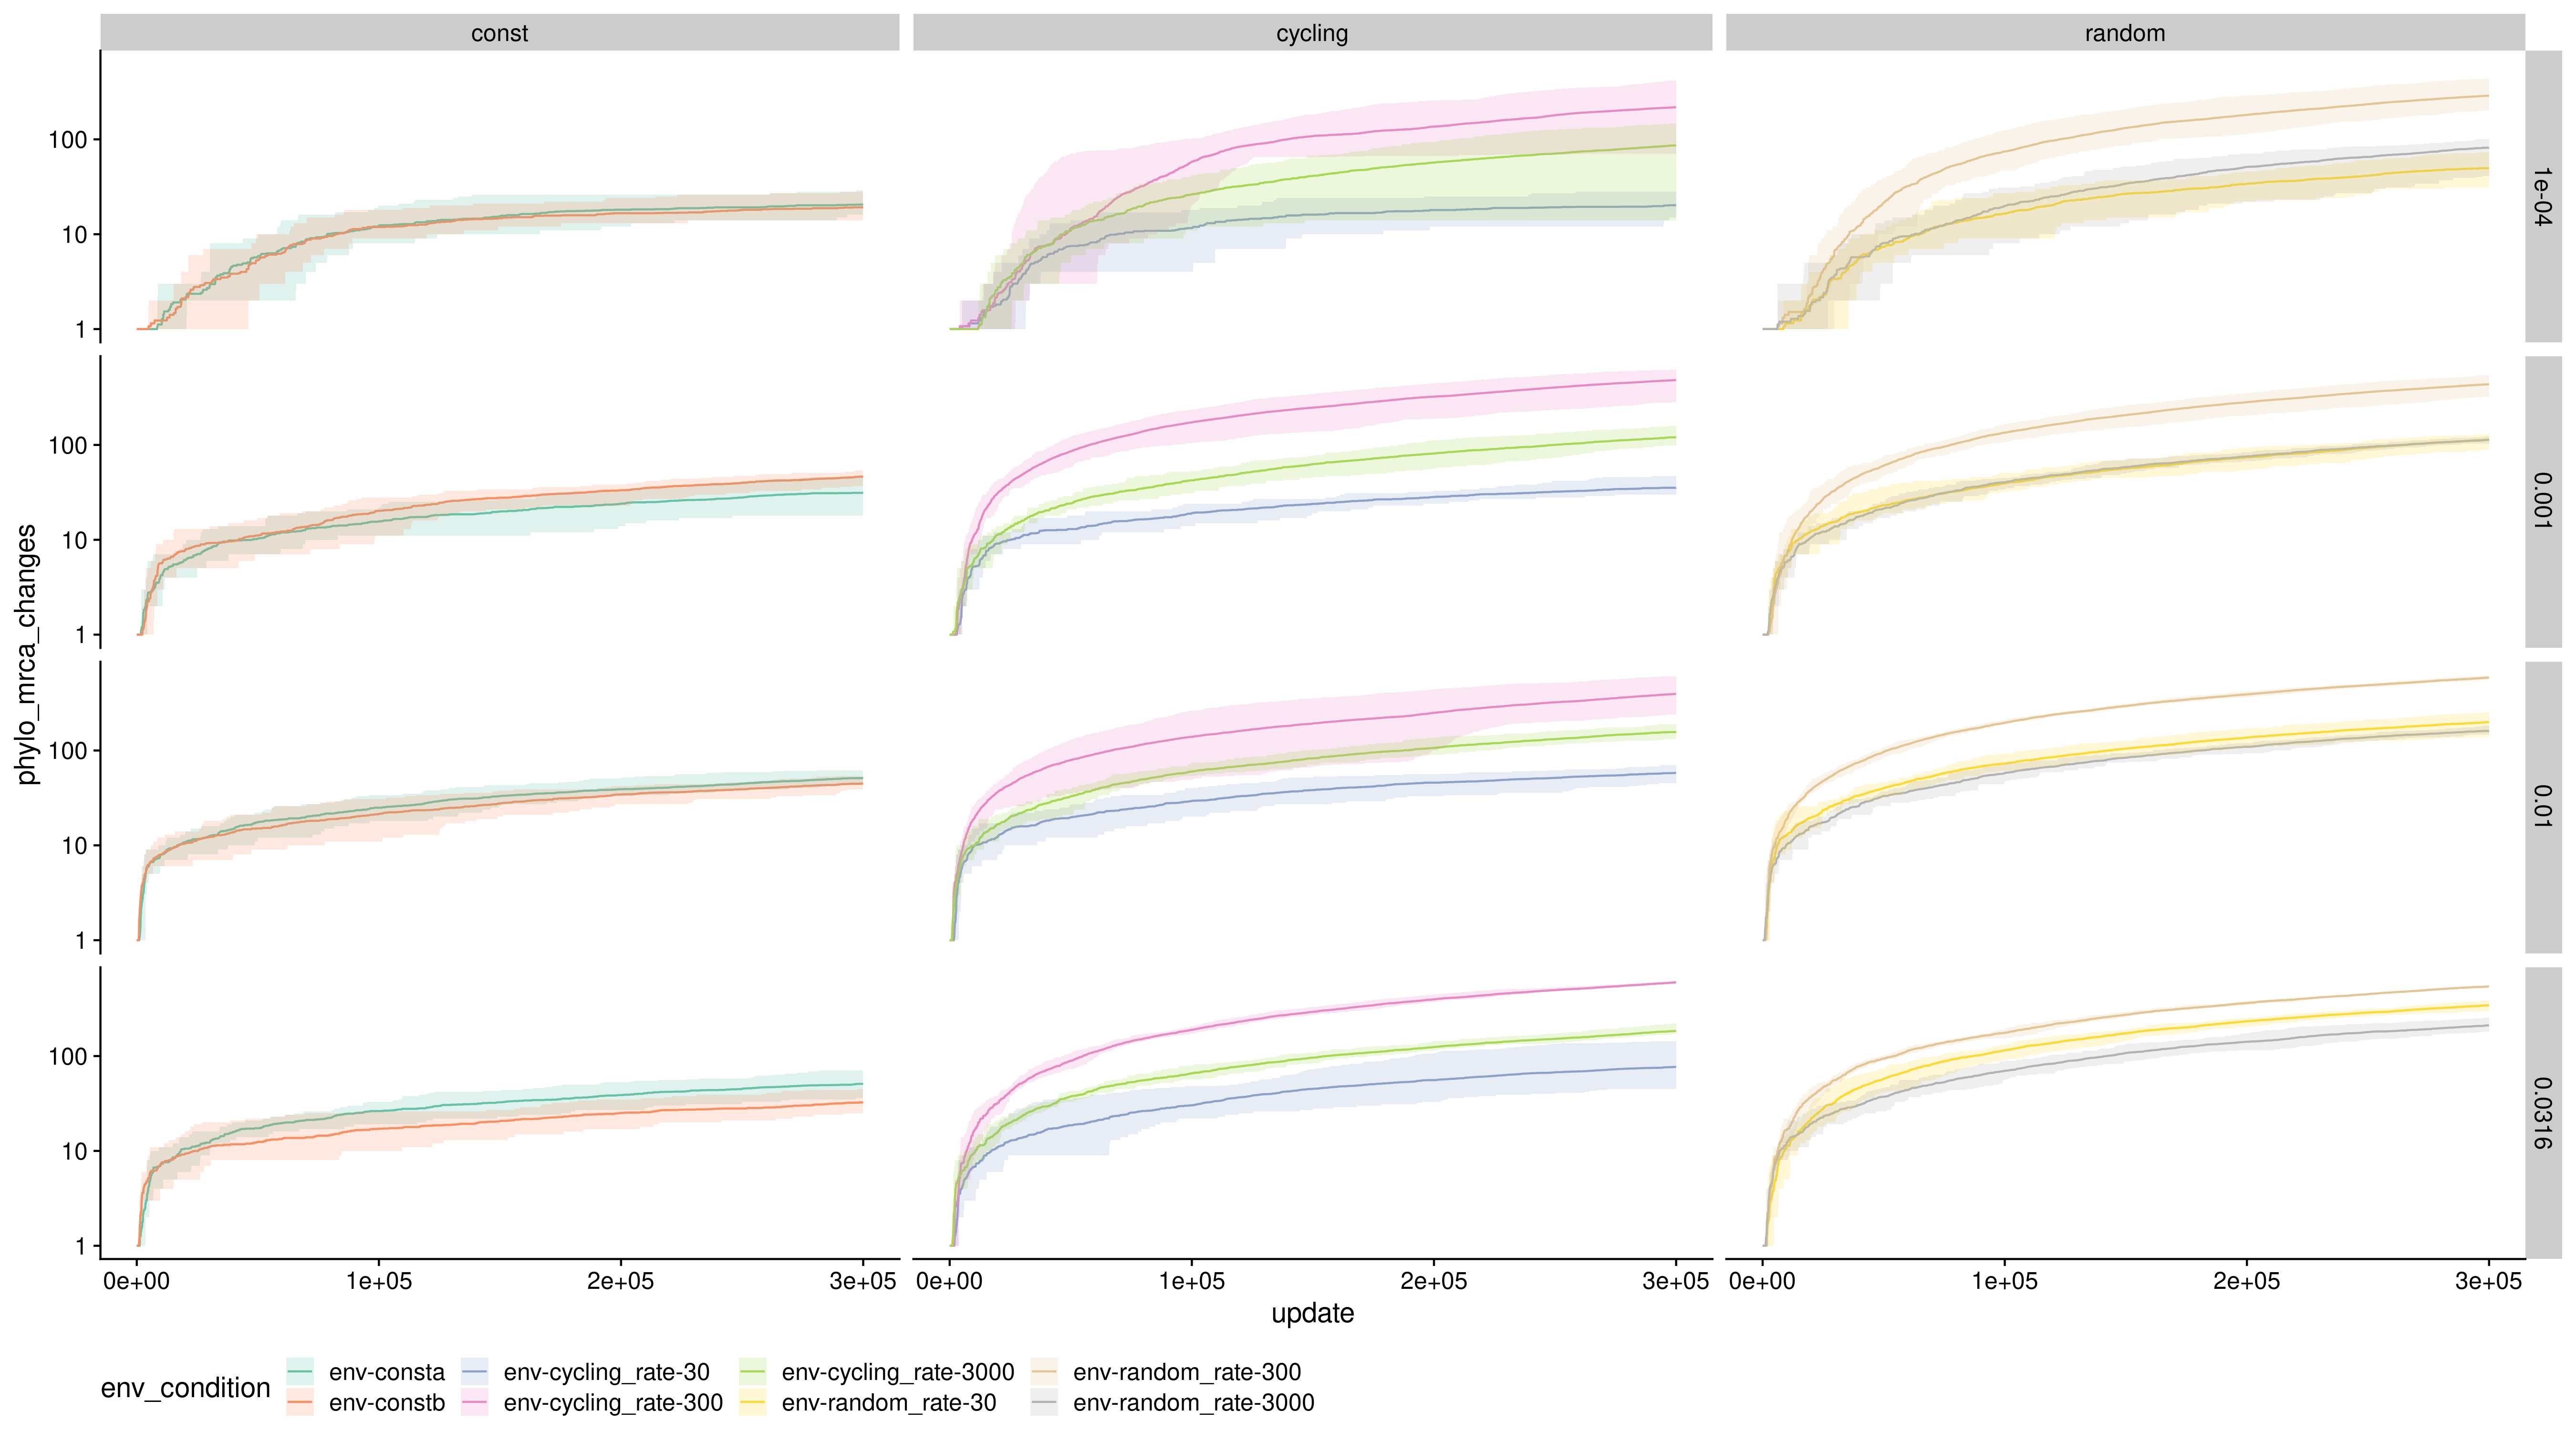 const cycling random
100
10
1
1e-04
100
10
1
0.001
100
10
1
0.01
100
10
1
0.0316
phylo_mrca_changes
0e+00 1e+05 2e+05 3e+05 0e+00 1e+05 2e+05 3e+05 0e+00 1e+05 2e+05 3e+05
update
env_condition
env-consta env-cycling_rate-30 env-cycling_rate-3000 env-random_rate-300
env-constb env-cycling_rate-300 env-random_rate-30 env-random_rate-3000